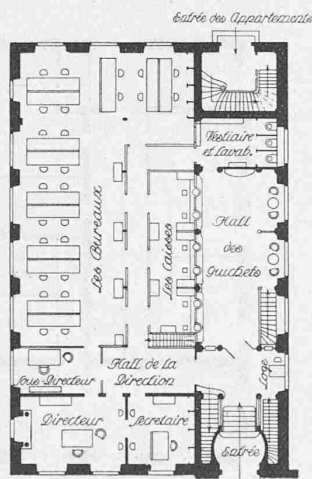 Entrée des Appartements
Vestiaire
et Lavab.
Les Bureaux
Les Caisses
Hall
des
Guichets
Hall de la
Direction
Sous-Directeur
Loge
Directeur
Secretaire
Entrée